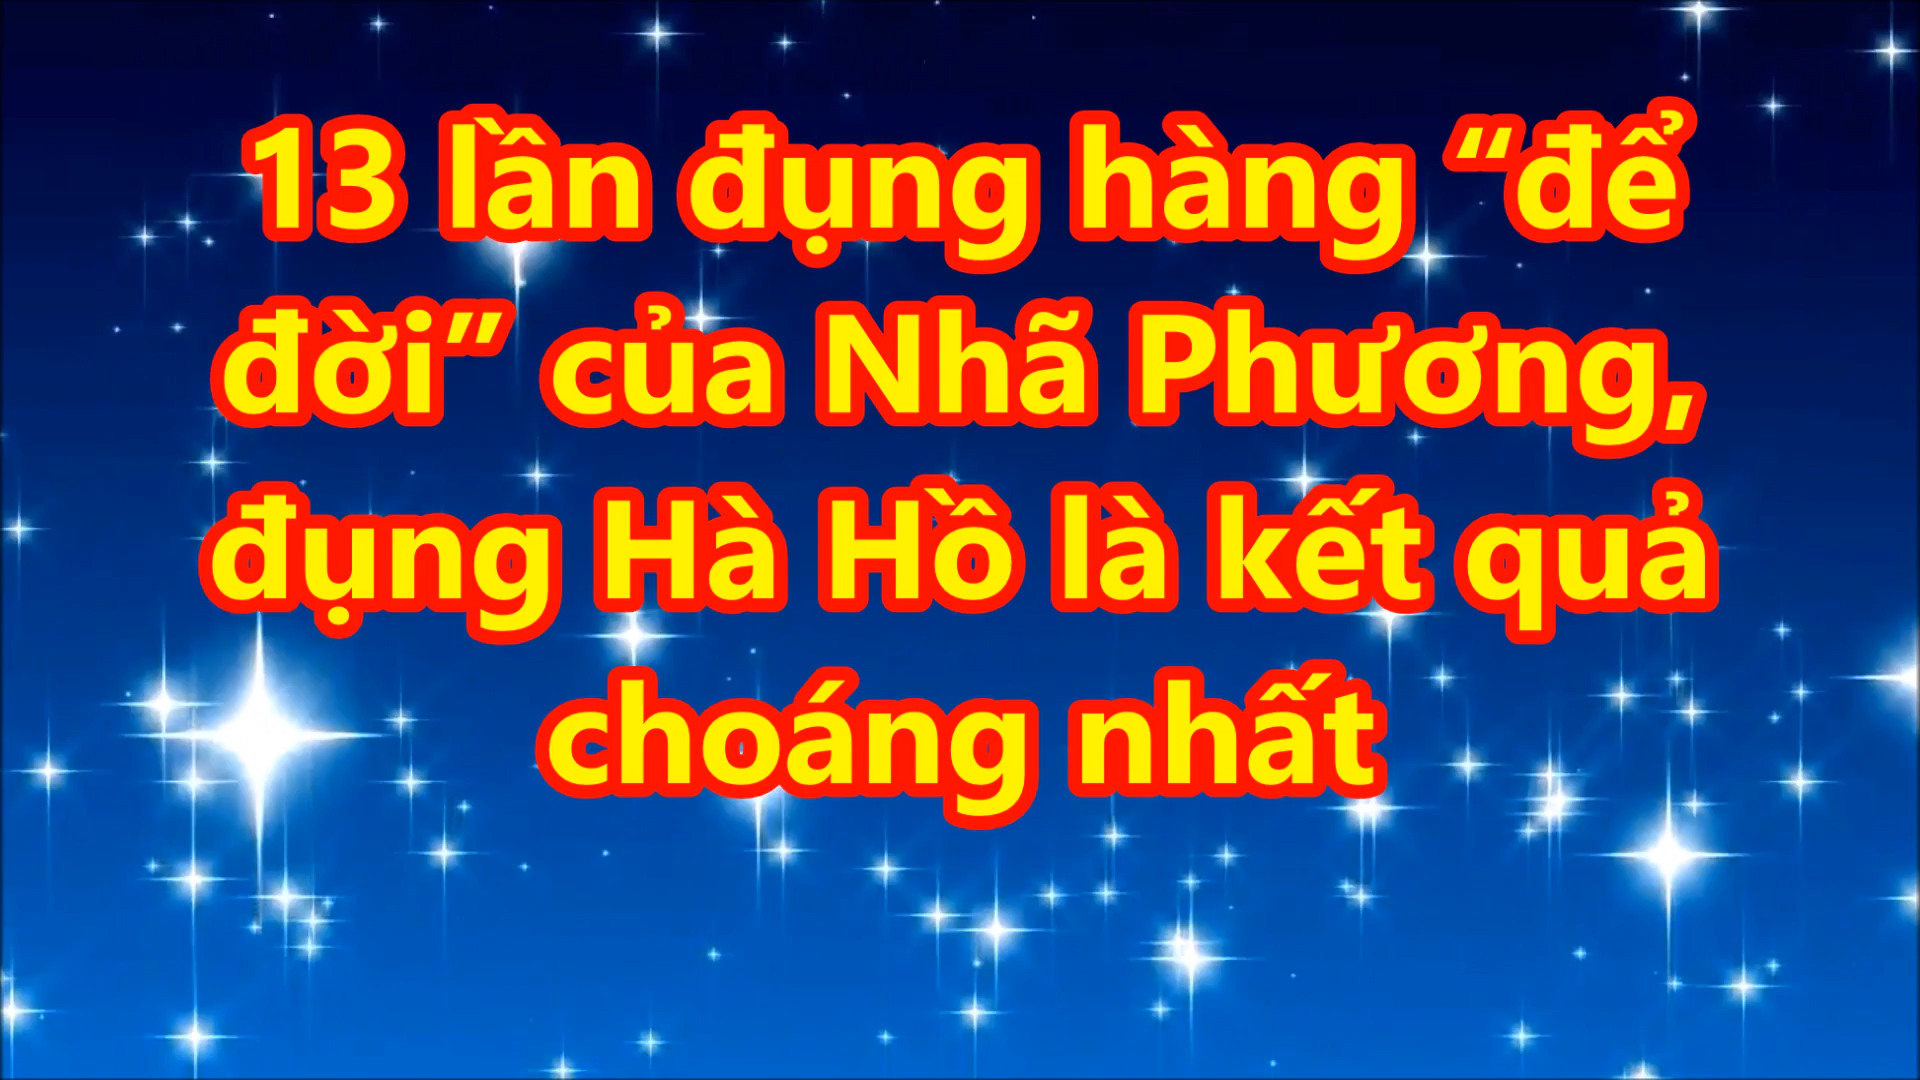 13 lần đụng hàng “để
đời” của Nhã Phương,
đụng Hà Hồ là kết quả
choáng nhất